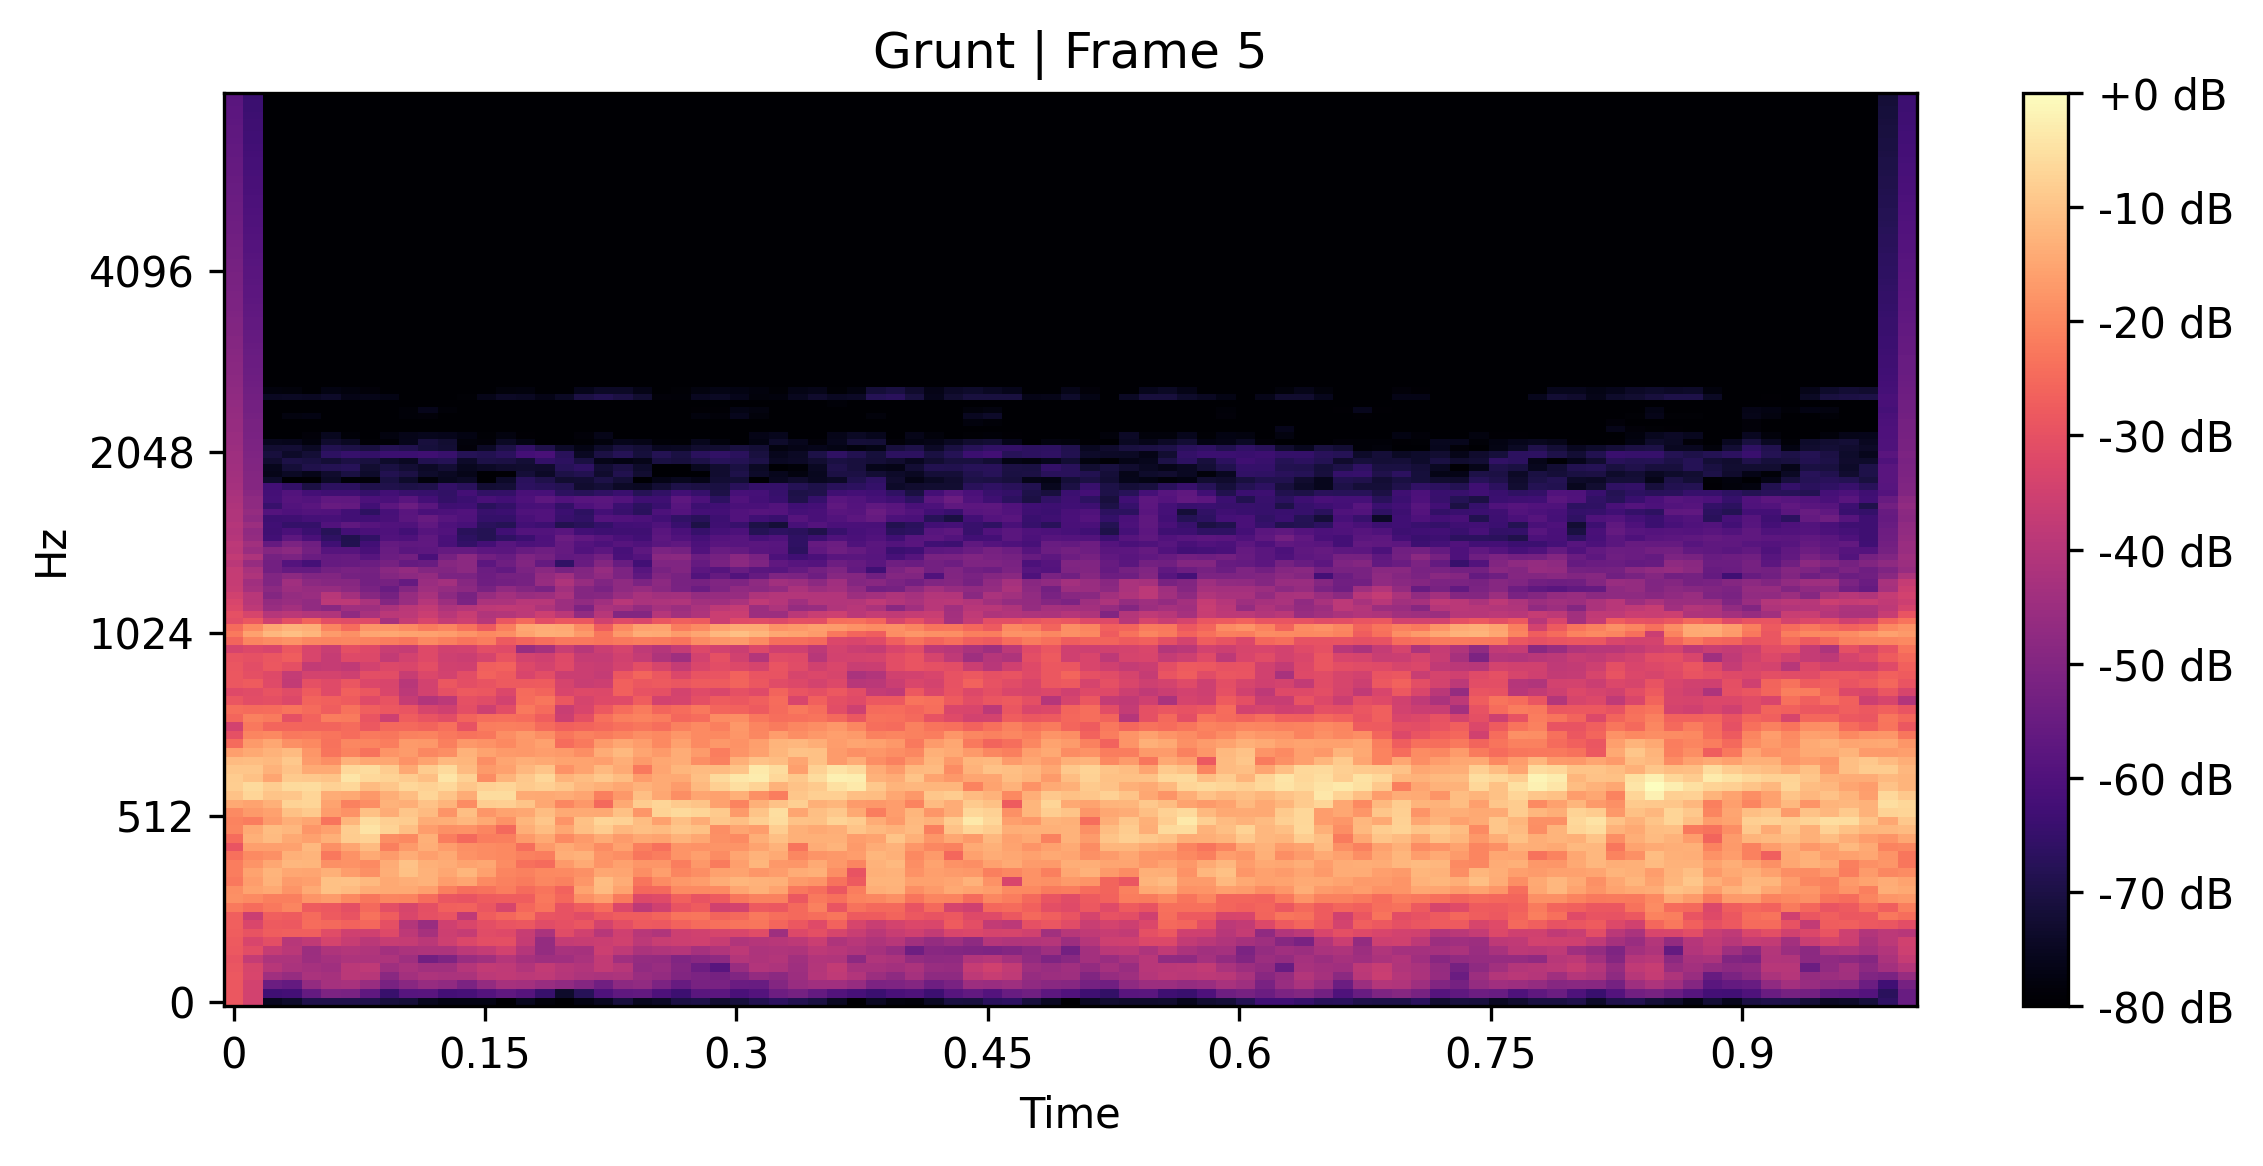 Grunt | Frame 5
Hz
4096
2048
1024
512
0
0 0.15 0.3 0.45 0.6 0.75 0.9
Time
+0 dB
-10 dB
-20 dB
-30 dB
-40 dB
-50 dB
-60 dB
-70 dB
-80 dB